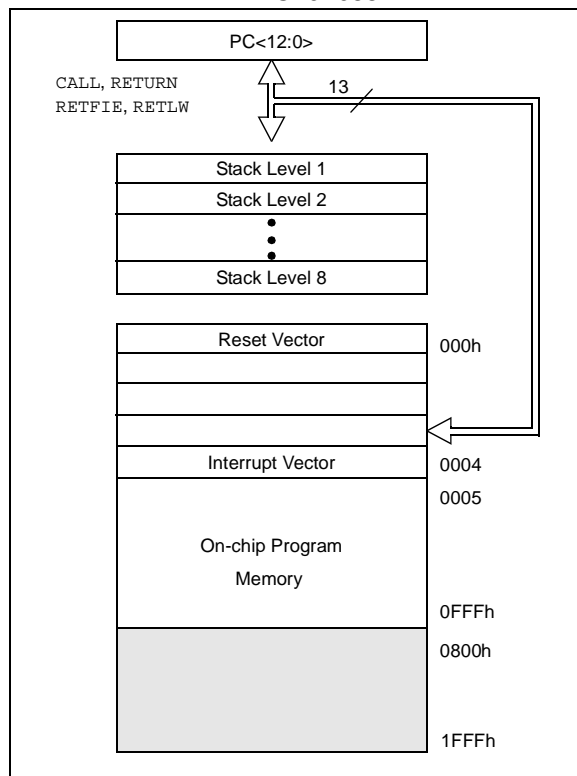 PC<12:0>
CALL, RETURN
RETFIE, RETLW
13
Stack Level 1
Stack Level 2
Stack Level 8
Reset Vector
000h
Interrupt Vector
0004
0005
On-chip Program
Memory
0FFFh
0800h
1FFFh